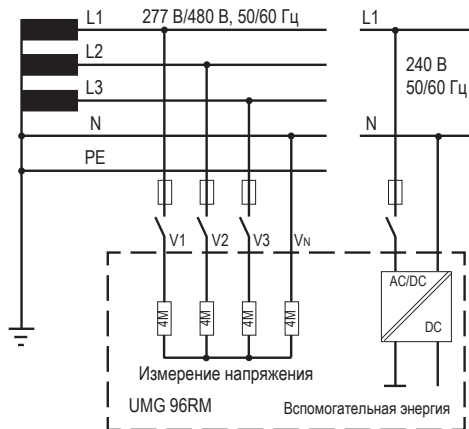 L1 277 В/480 В, 50/60 Гц L1
L2
L3
240 В
50/60 Гц
N N
PE
V1 V2 V3 VN
AC/DC
DC
4M 4M 4M 4M
Измерение напряжения
UMG 96RM
Вспомогательная энергия